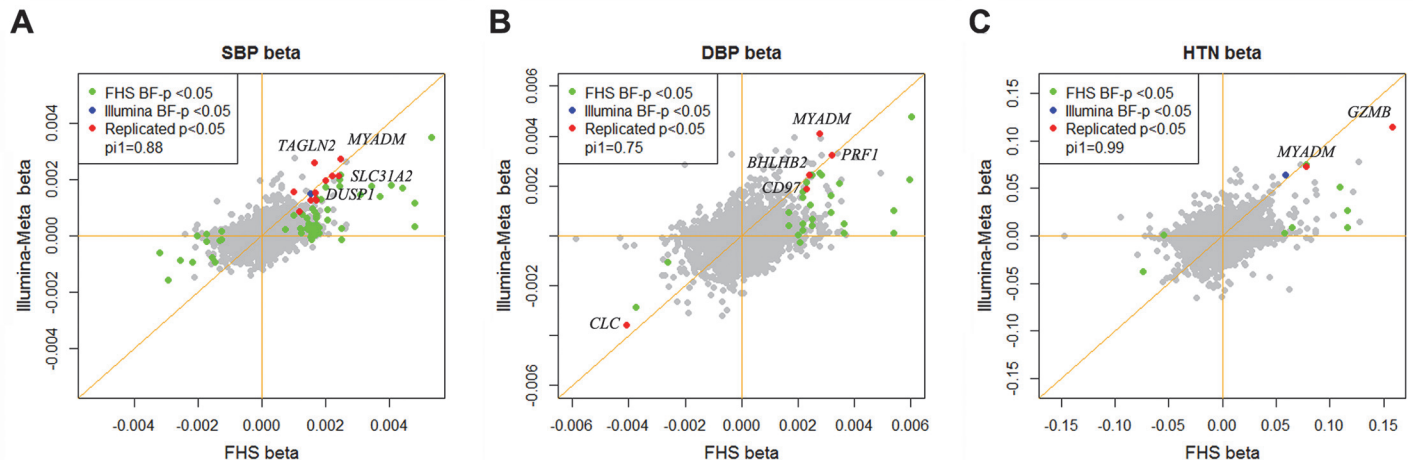 A
SBP beta
FHS BF-p <0.05
Illumina BF-p <0.05
Replicated p<0.05
pi1=0.88
TAGLN2
MYADM
SLC31A2
DUSP1
Illumina-Meta beta
0.004
0.002
0.000
-0.002
-0.004
-0.004
-0.002
0.000
0.002
0.004
FHS beta
B
DBP beta
FHS BF-p <0.05
Illumina BF-p <0.05
Replicated p<0.05
pi1=0.75
MYADM
BHLHB2
PRF1
CD97
CLC
Illumina-Meta beta
0.006
0.004
0.002
0.000
-0.002
-0.006
-0.006
-0.004
-0.002
0.000
0.002
0.004
0.006
FHS beta
C
HTN beta
FHS BF-p <0.05
Illumina BF-p <0.05
Replicated p<0.05
pi1=0.99
GZMB
MYADM
Illumina-Meta beta
0.15
0.10
0.05
0.00
-0.05
-0.10
-0.15
-0.15
-0.10
-0.05
0.00
0.05
0.10
0.15
FHS beta